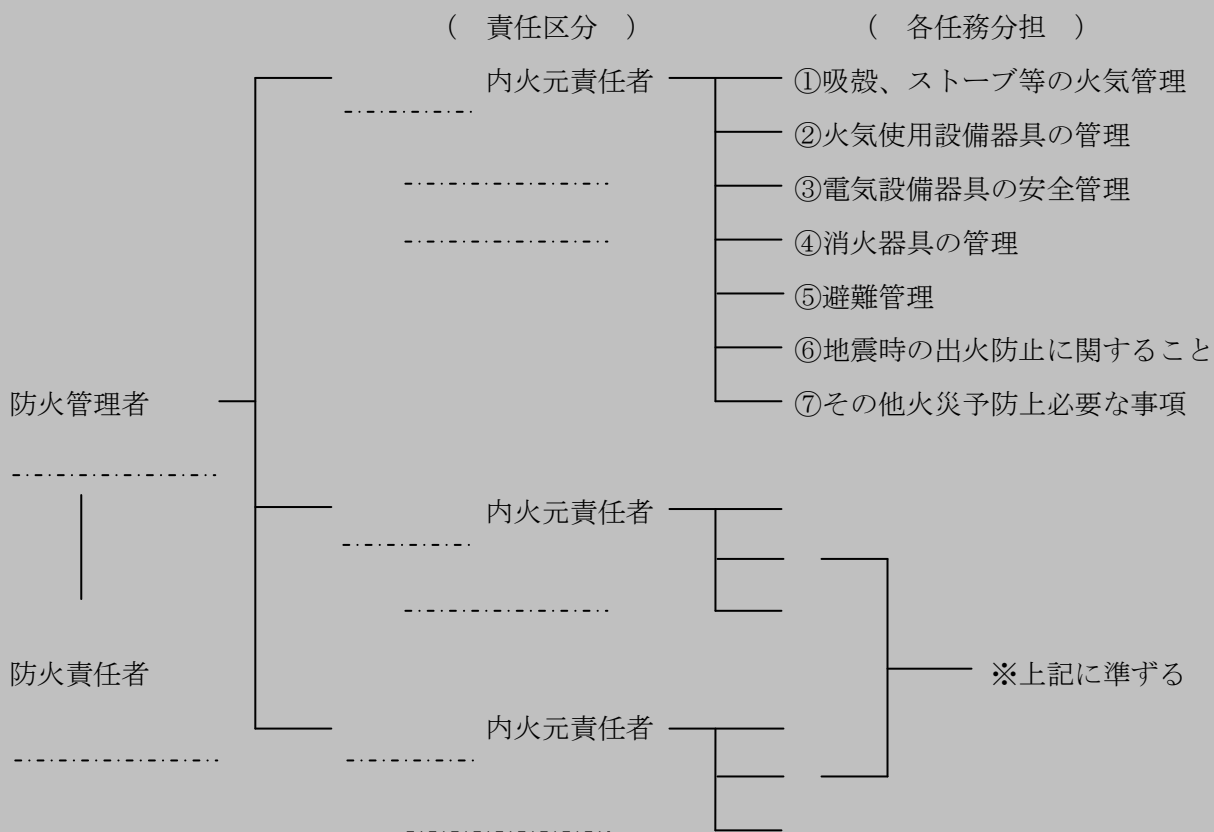 （　責任区分　）
（　各任務分担　）
内火元責任者
①吸殻、ストーブ等の火気管理
②火気使用設備器具の管理
③電気設備器具の安全管理
④消火器具の管理
⑤避難管理
⑥地震時の出火防止に関すること
防火管理者
⑦その他火災予防上必要な事項
内火元責任者
防火責任者
※上記に準ずる
内火元責任者